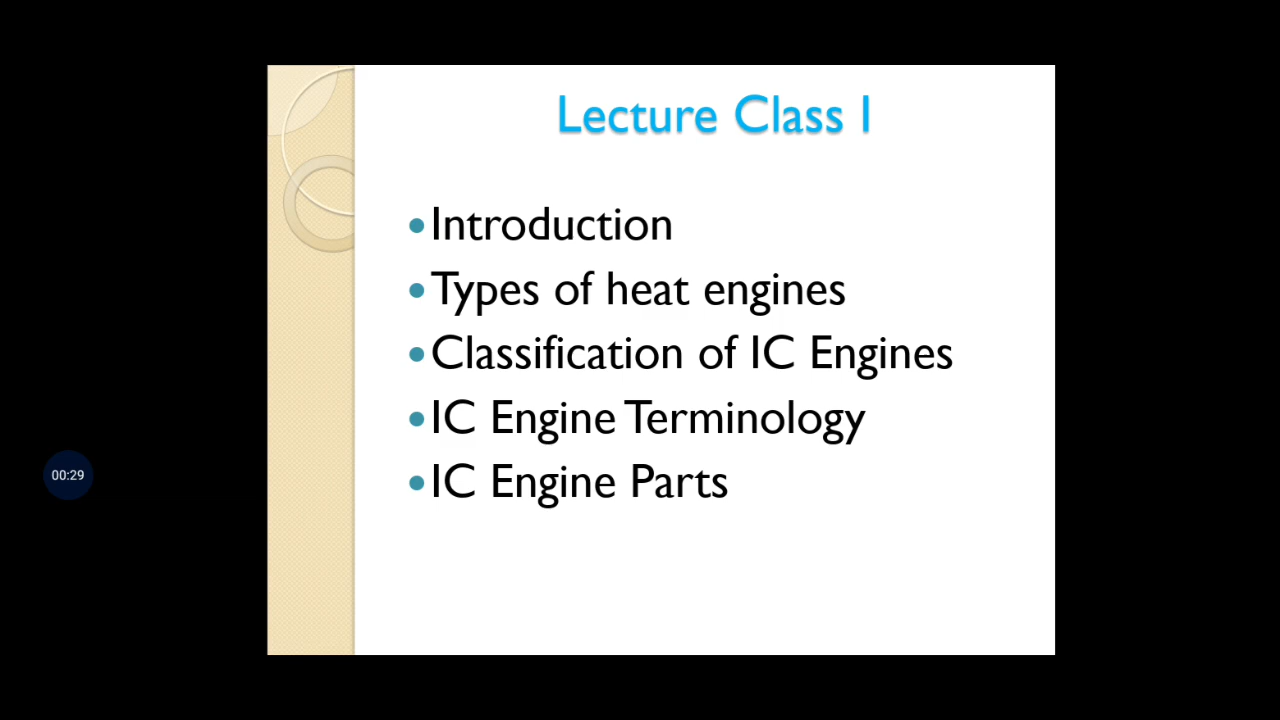 Lecture Class I
•Introduction
•Types of heat engines
•Classification of IC Engines
•IC Engine Terminology
•IC Engine Parts
00:29